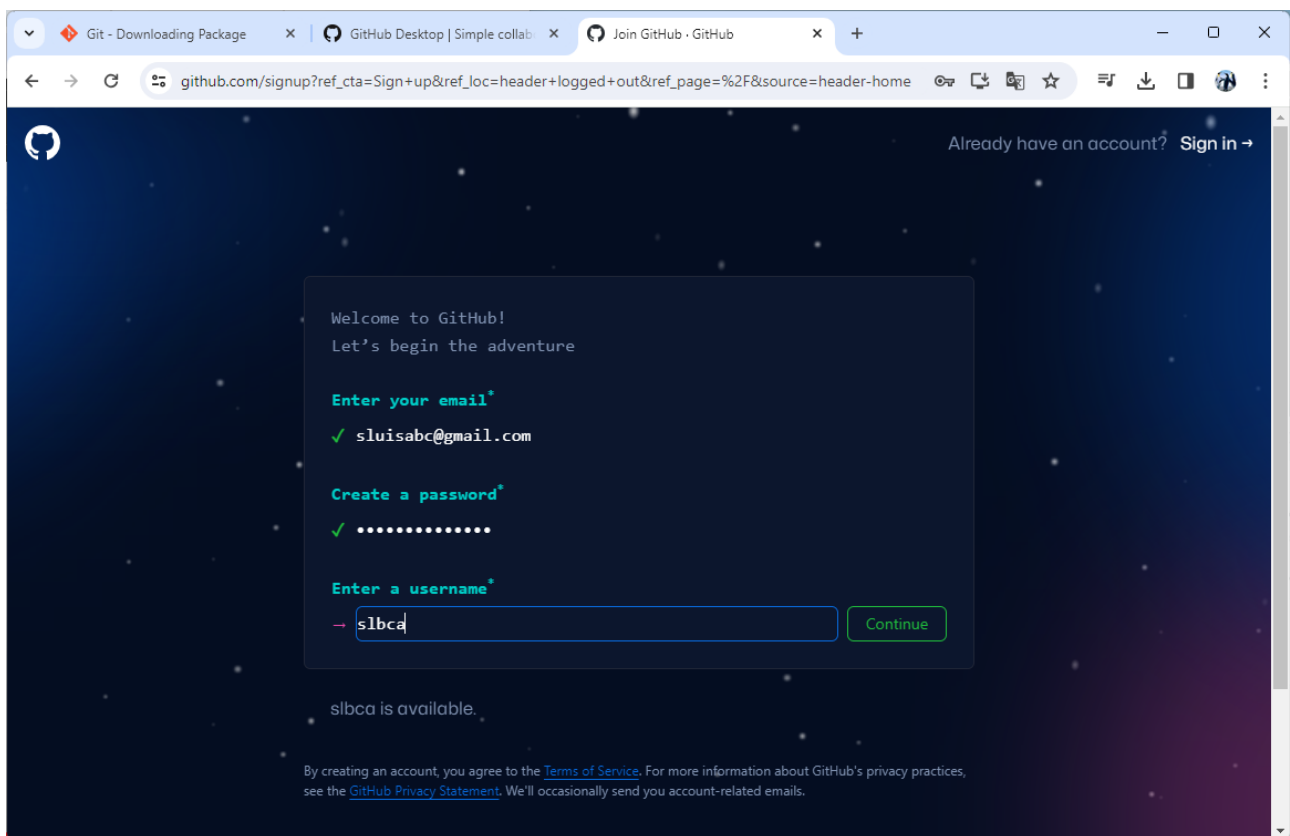 Git - Downloading Package
GitHub Desktop | Simple collab
Join GitHub · GitHub
github.com/signup?ref_cta=Sign+up&ref_loc=header+logged+out&ref_page=%2F&source=header-home
Already have an account? Sign in →
Welcome to GitHub!
Let’s begin the adventure
Enter your email*
✓ sluisabc@gmail.com
Create a password*
✓ ••••••••••••••
Enter a username*
→ slbca
Continue
slbca is available.
By creating an account, you agree to the Terms of Service. For more information about GitHub's privacy practices,
see the GitHub Privacy Statement. We'll occasionally send you account-related emails.